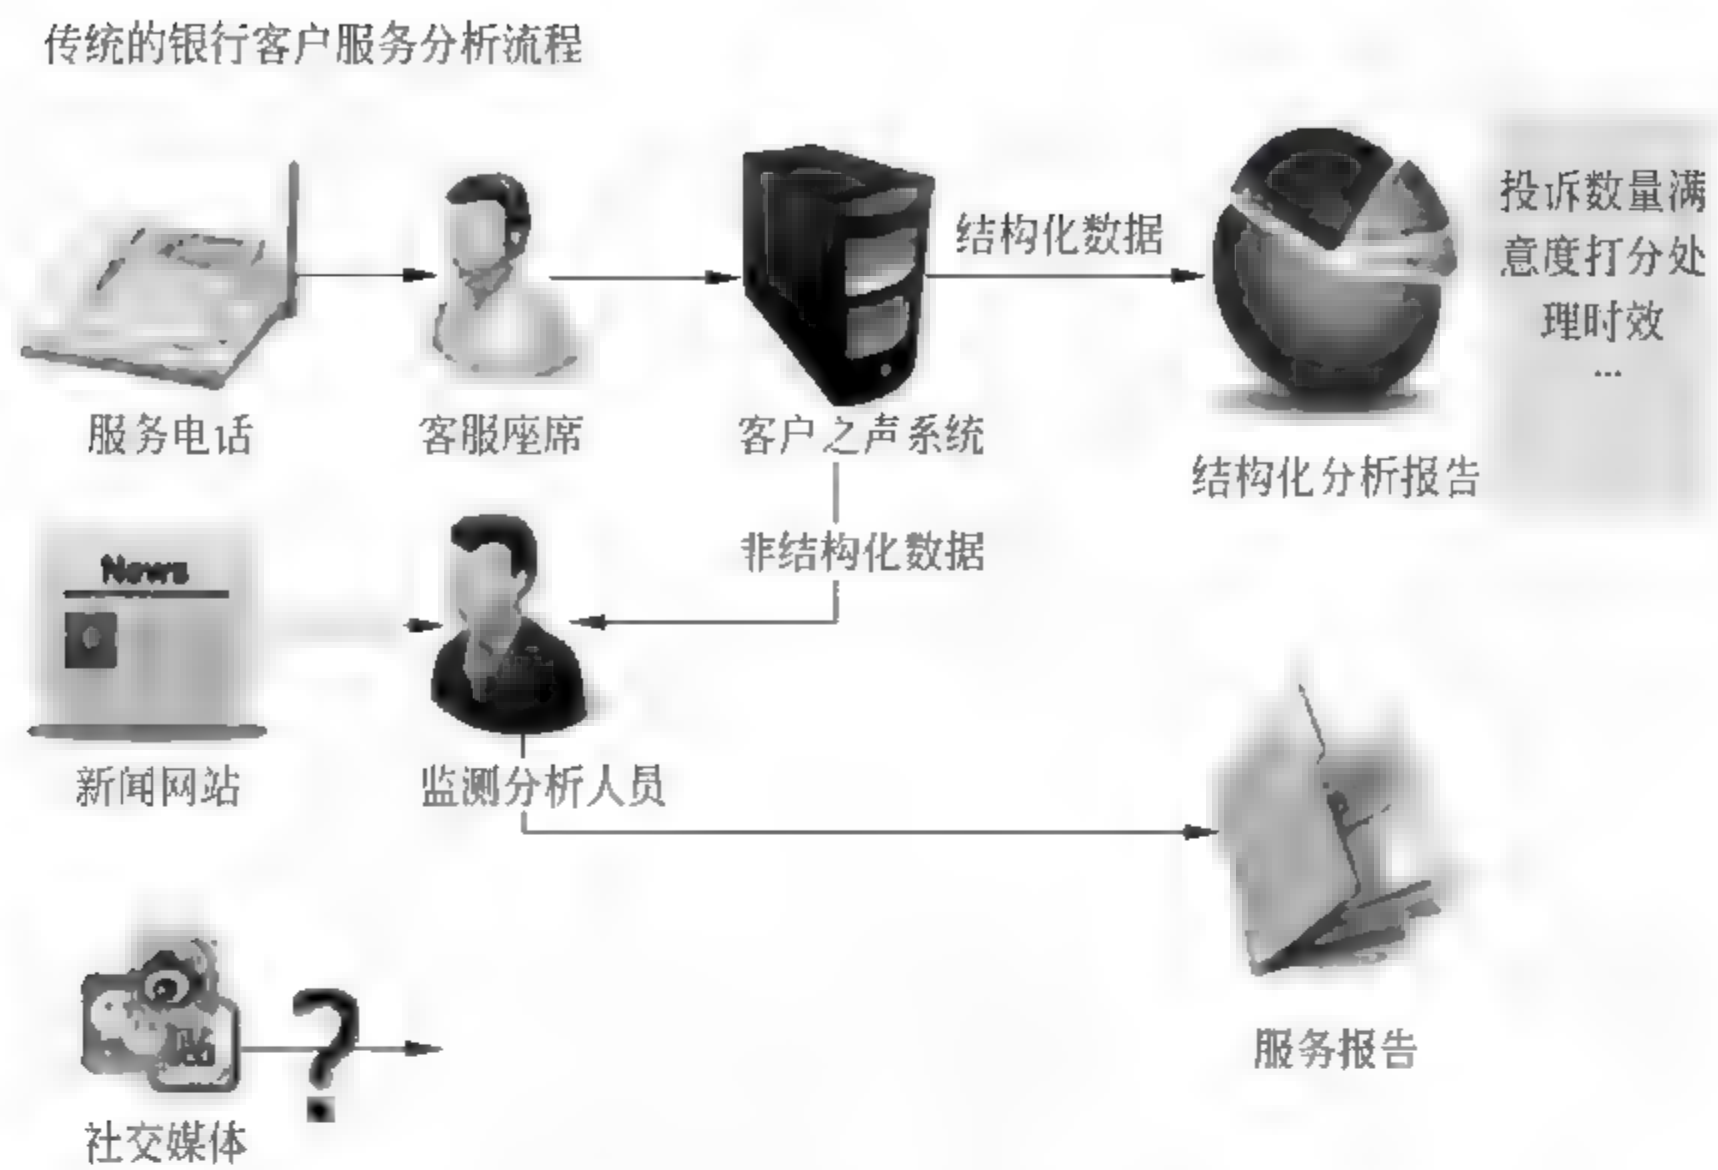 传统的银行客户服务分析流程
结构化数据
投诉数量满
意度打分处
理时效
...
服务电话
客服座席
客户之声系统
结构化分析报告
非结构化数据
News
新闻网站
监测分析人员
?
服务报告
社交媒体